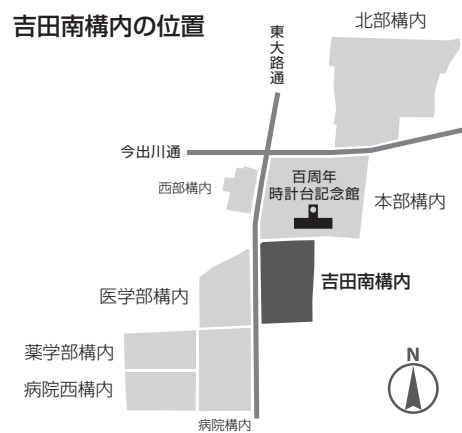 吉田南構内の位置
北部構内
東大路通
今出川通
西部構内
百周年
時計台記念館
本部構内
吉田南構内
医学部構内
薬学部構内
病院西構内
病院構内
N